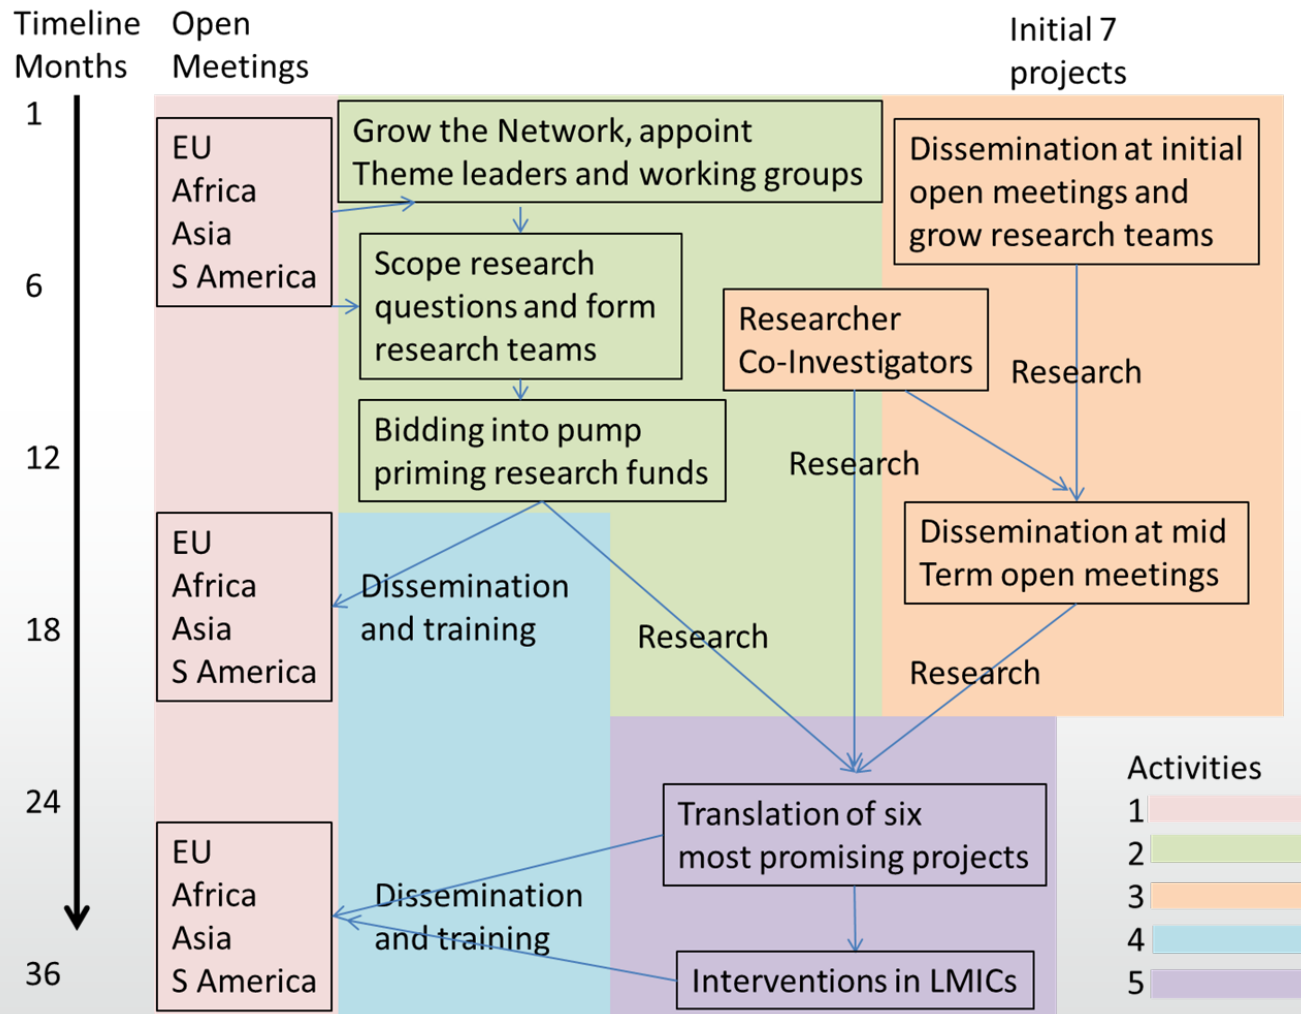 Timeline
Months
Open
Meetings
Initial 7
projects
1
6
12
18
24
36
EU
Africa
Asia
S America
Grow the Network, appoint
Theme leaders and working groups
Dissemination at initial
open meetings and
grow research teams
Scope research
questions and form
research teams
Researcher
Co-Investigators
Research
Bidding into pump
priming research funds
Research
Dissemination at mid
Term open meetings
EU
Africa
Asia
S America
Dissemination
and training
Research
Research
Translation of six
most promising projects
EU
Africa
Asia
S America
Dissemination
and training
Interventions in LMICs
Activities
1
2
3
4
5